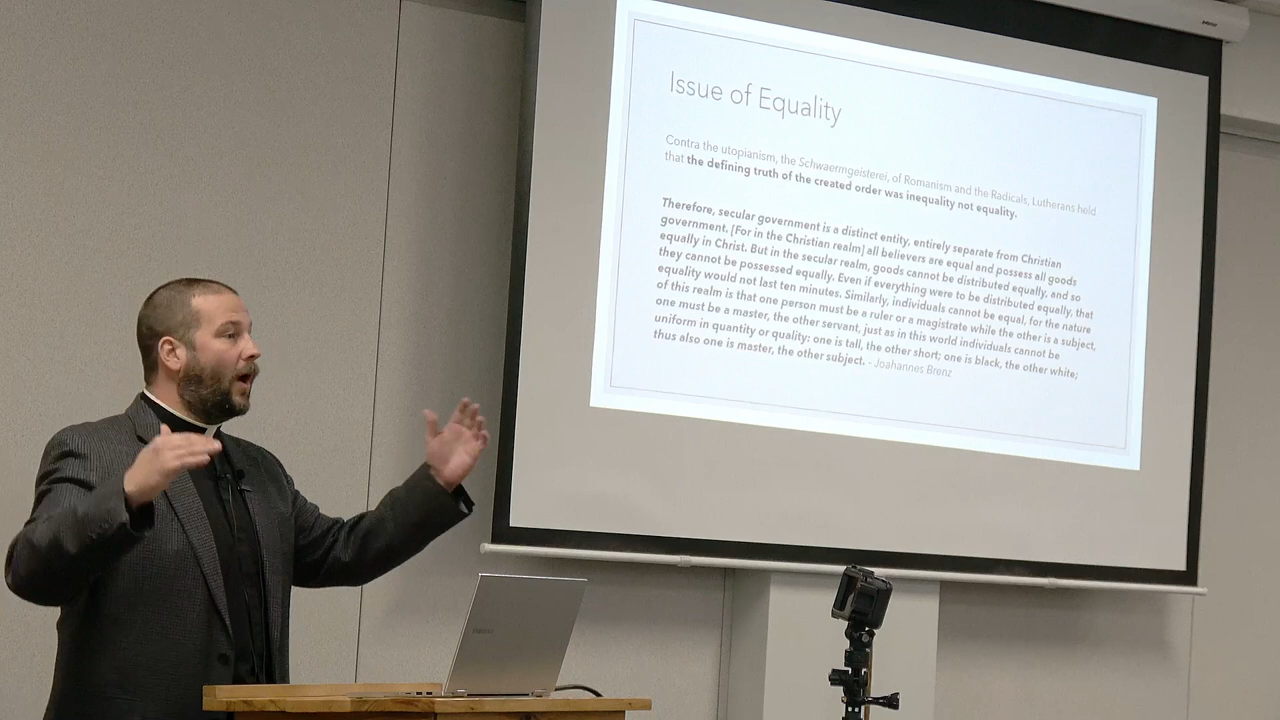 Issue of Equality
Contra the utopianism, the Schwaermgeisterei, of Romanism and the Radicals, Lutherans held
that the defining truth of the created order was inequality not equality.
Therefore, secular government is a distinct entity, entirely separate from Christian
government. [For in the Christian realm] all believers are equal and possess all goods
equally in Christ. But in the secular realm, goods cannot be distributed equally, and so
they cannot be possessed equally. Even if everything were to be distributed equally, that
equality would not last ten minutes. Similarly, individuals cannot be equal, for the nature
of this realm is that one person must be a ruler or a magistrate while the other is a subject,
one must be a master, the other servant, just as in this world individuals cannot be
uniform in quantity or quality: one is tall, the other short; one is black, the other white;
thus also one is master, the other subject. - Joahannes Brenz